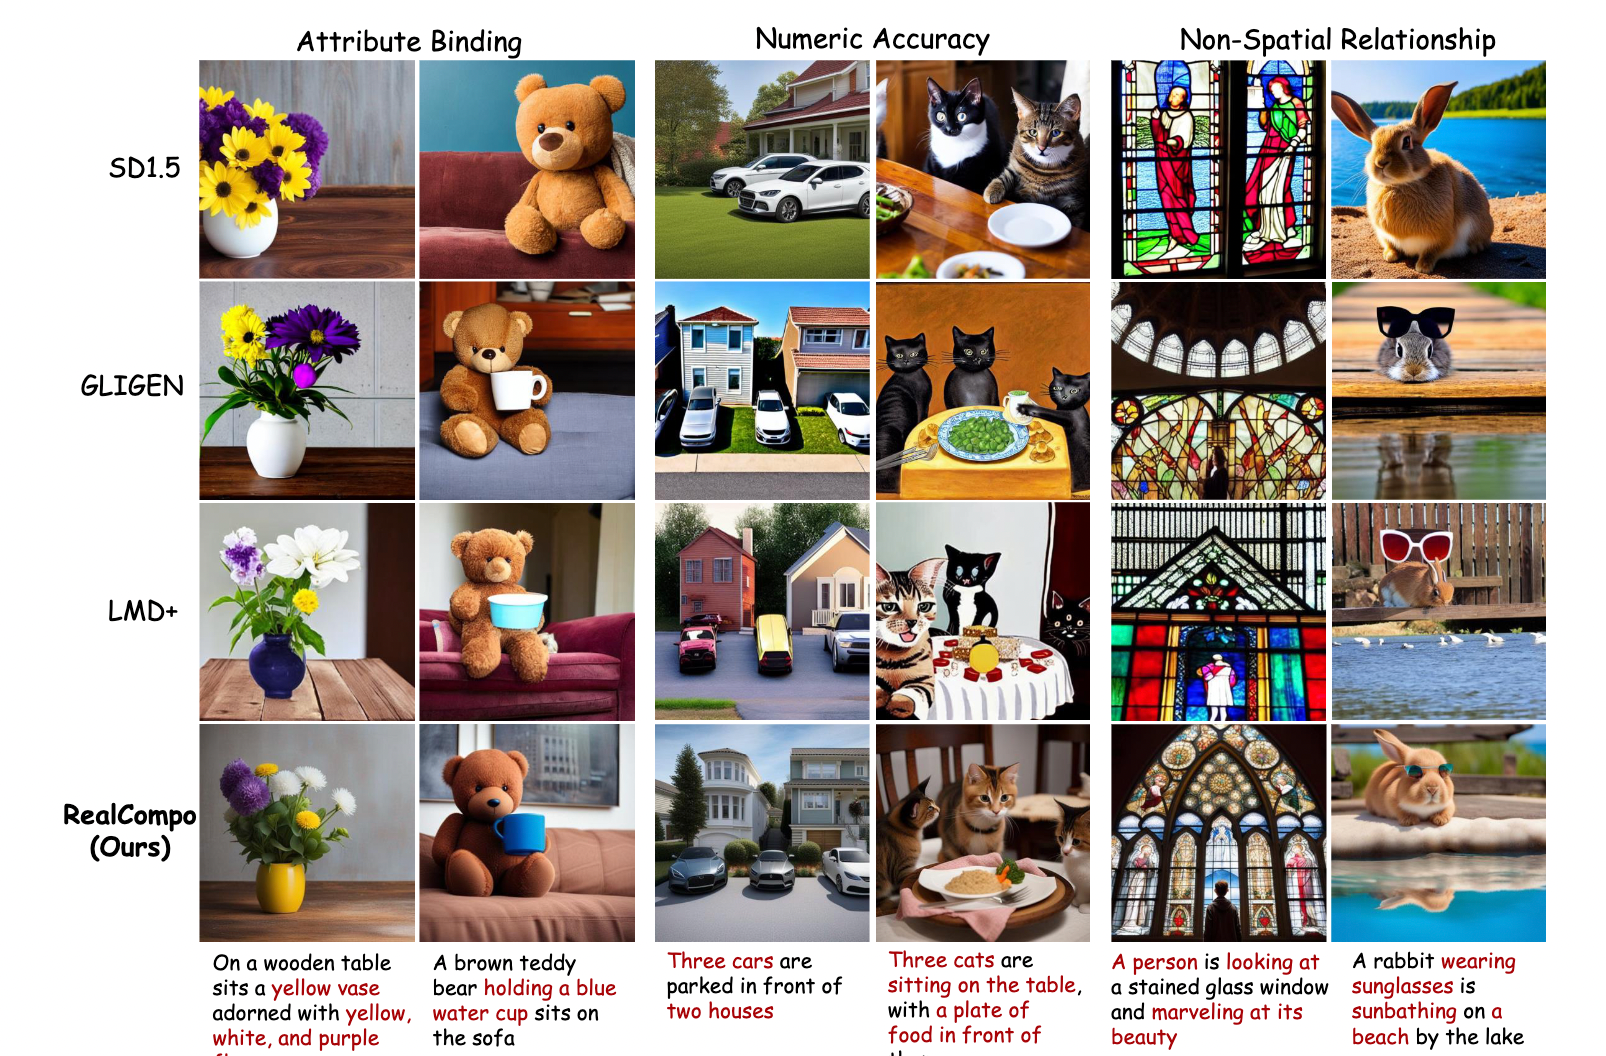 Attribute Binding
Numeric Accuracy
Non-Spatial Relationship
SD1.5
GLIGEN
LMD+
RealCompo
(Ours)
On a wooden table
sits a yellow vase
adorned with yellow,
white, and purple
A brown teddy
bear holding a blue
water cup sits on
the sofa
Three cars are
parked in front of
two houses
Three cats are
sitting on the table,
with a plate of
food in front of
A person is looking at
a stained glass window
and marveling at its
beauty
A rabbit wearing
sunglasses is
sunbathing on a
beach by the lake